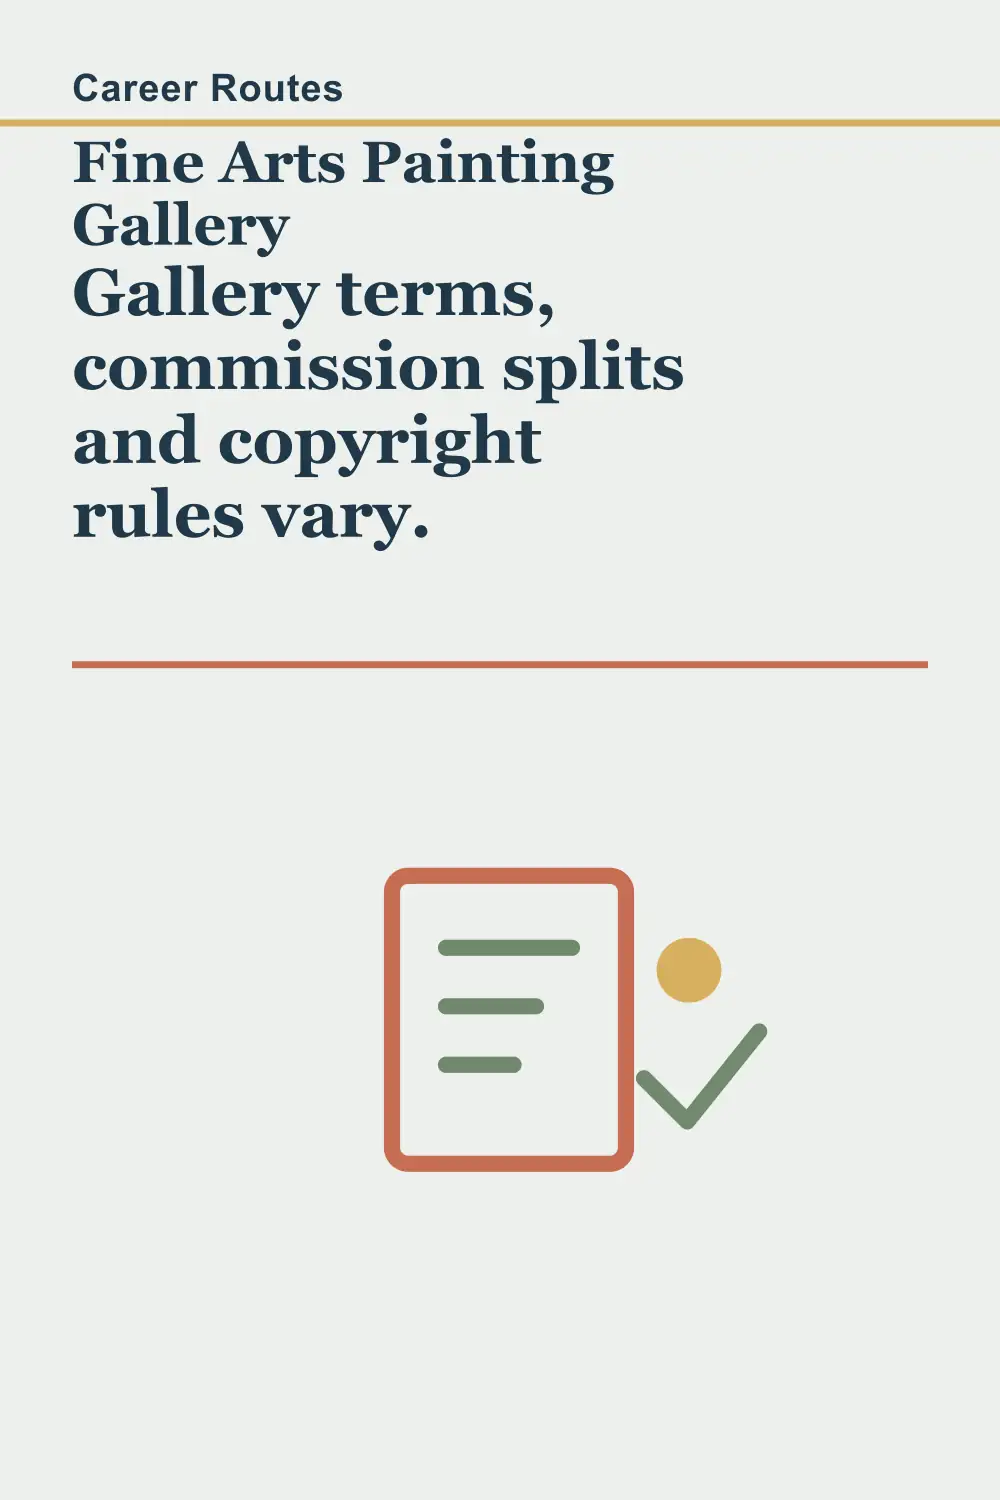 Career Routes
Fine Arts Painting
Gallery
Gallery terms,
commission splits
and copyright
rules vary.